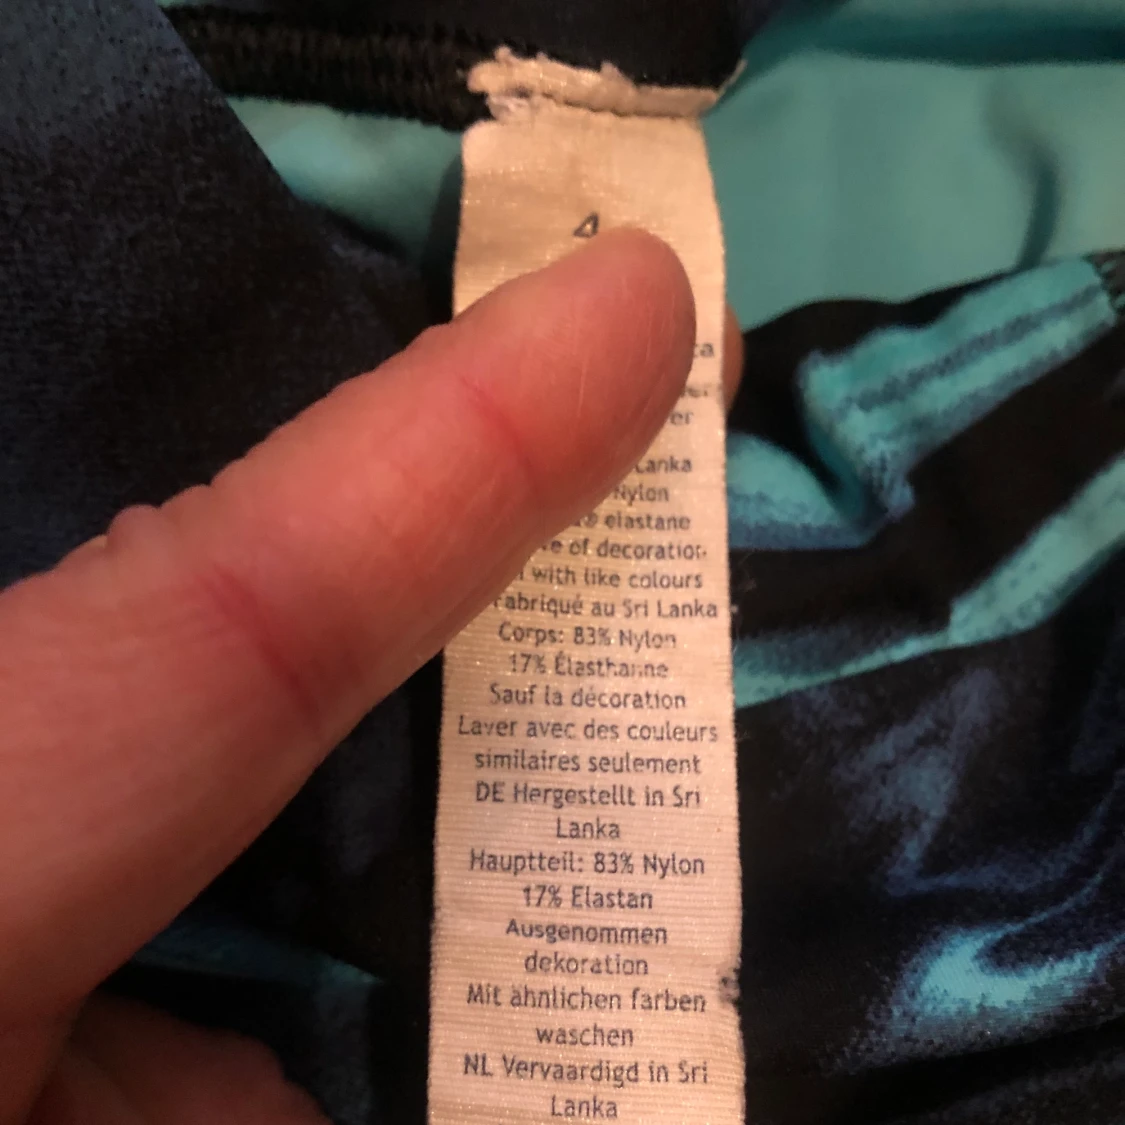 4
Lanka
Nylon
elastane
of decoration
with like colours
Fabriqué au Sri Lanka
Corps: 83% Nylon
17% Élasthanne
Sauf la décoration
Laver avec des couleurs
similaires seulement
DE Hergestellt in Sri
Lanka
Hauptteil: 83% Nylon
17% Elastan
Ausgenommen
dekoration
Mit ähnlichen farben
waschen
NL Vervaardigd in Sri
Lanka